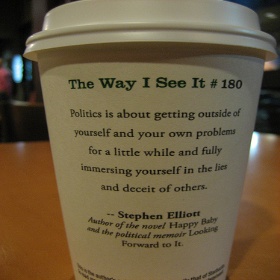 The Way I See It # 180
Politics is about getting outside of
yourself and your own problems
for a little while and fully
immersing yourself in the lies
and deceit of others.
-- Stephen Elliott
Author of the novel Happy Baby
and the political memoir Looking
Forward to It.